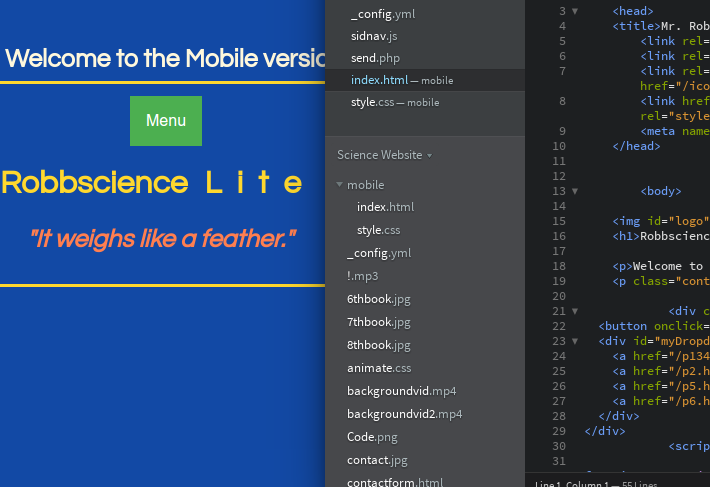 Welcome to the Mobile versio
Menu
Robbscience Lite
"It weighs like a feather."
_config.yml
sidnav.js
send.php
index.html — mobile
style.css — mobile
Science Website
mobile
index.html
style.css
_config.yml
!.mp3
6thbook.jpg
7thbook.jpg
8thbook.jpg
animate.css
backgroundvid.mp4
backgroundvid2.mp4
Code.png
contact.jpg
contactform.html
3 <head>
4 <title>Mr. Rob
5 <link rel=
6 <link rel=
7 <link rel=
href="/ico
8 <link href
rel="style
9 <meta name
10 </head>
11
12
13 <body>
14
15 <img id="logo"
16 <h1>Robbscienc
17
18 <p>Welcome to
19 <p class="cont
20
21 <div c
22 <button onclick=
23 <div id="myDropd
24 <a href="/p134
25 <a href="/p2.h
26 <a href="/p5.h
27 <a href="/p6.h
28 </div>
29 </div>
30 <scrip
31
Line 1, Column 1 — 55 Lines